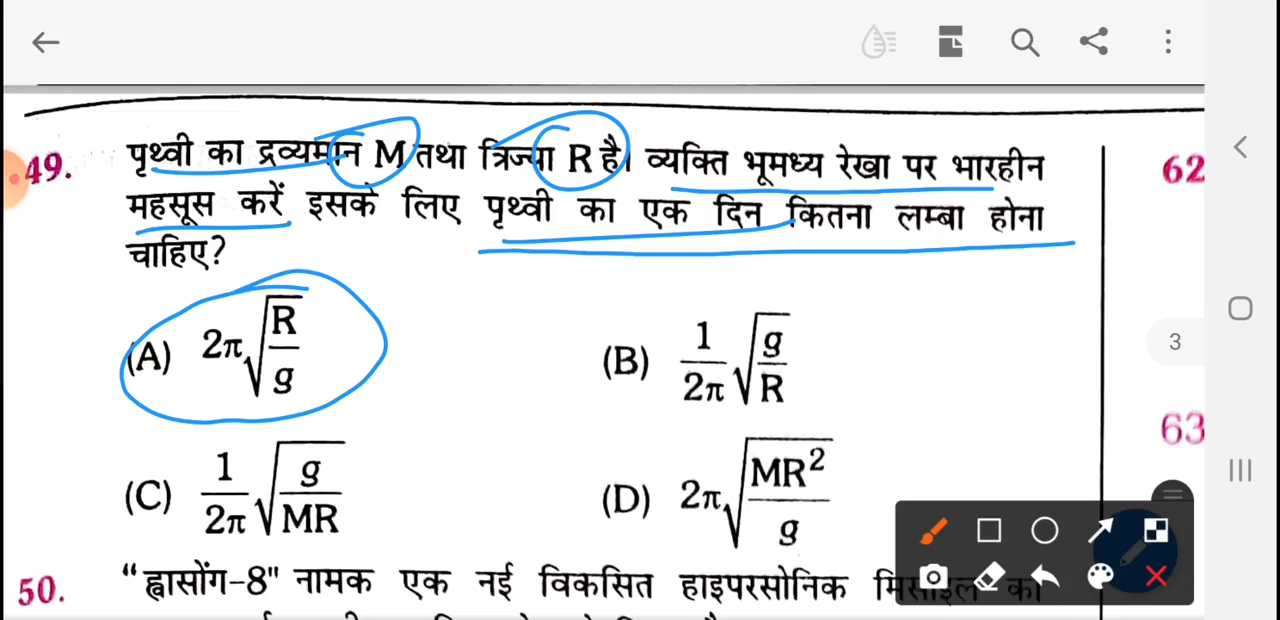 49. पृथ्वी का द्रव्यमान M तथा त्रिज्या R है। व्यक्ति भूमध्य रेखा पर भारहीन
महसूस करें इसके लिए पृथ्वी का एक दिन कितना लम्बा होना
चाहिए?
(A) 2π√(R/g) (B) 1/2π √(g/R)
(C) 1/2π √(g/MR) (D) 2π√(MR²/g)
50. "ह्वासोंग-8" नामक एक नई विकसित हाइपरसोनिक मिसाइल का
62
3
63